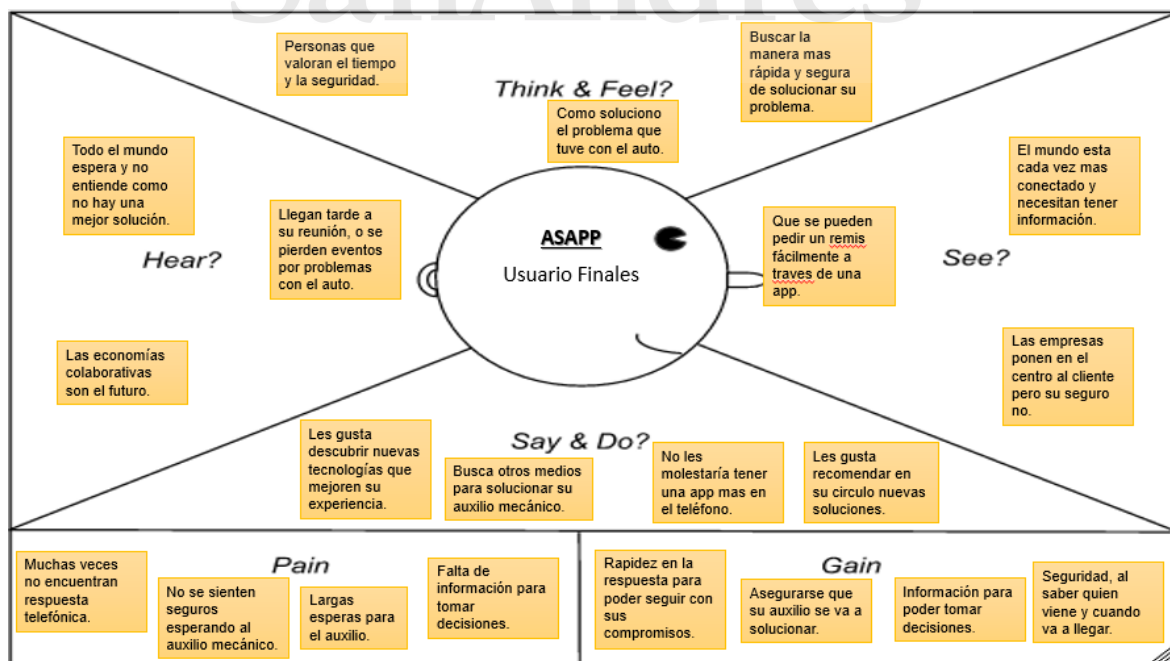 SanAndrés
Personas que
valoran el tiempo
y la seguridad.
Buscar la
manera mas
rápida y segura
de solucionar su
problema.
Think & Feel?
Como soluciono
el problema que
tuve con el auto.
Todo el mundo
espera y no
entiende como
no hay una
mejor solución.
Llegan tarde a
su reunión, o se
pierden eventos
por problemas
con el auto.
Hear?
Las economías
colaborativas
son el futuro.
ASAPP
Usuario Finales
El mundo esta
cada vez mas
conectado y
necesitan tener
información.
Que se pueden
pedir un remis
fácilmente a
traves de una
app.
See?
Las empresas
ponen en el
centro al cliente
pero su seguro
no.
Say & Do?
Les gusta
descubrir nuevas
tecnologías que
mejoren su
experiencia.
Busca otros medios
para solucionar su
auxilio mecánico.
No les
molestaría tener
una app mas en
el teléfono.
Les gusta
recomendar en
su circulo nuevas
soluciones.
Pain
Muchas veces
no encuentran
respuesta
telefónica.
No se sienten
seguros
esperando al
auxilio mecánico.
Largas
esperas para
el auxilio.
Falta de
información para
tomar
decisiones.
Gain
Rapidez en la
respuesta para
poder seguir con
sus
compromisos.
Asegurarse que
su auxilio se va a
solucionar.
Información para
poder tomar
decisiones.
Seguridad, al
saber quien
viene y cuando
va a llegar.